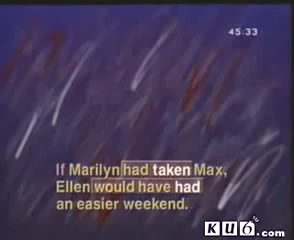 45:33
If Marilyn had taken Max,
Ellen would have had
an easier weekend.
KU6.com